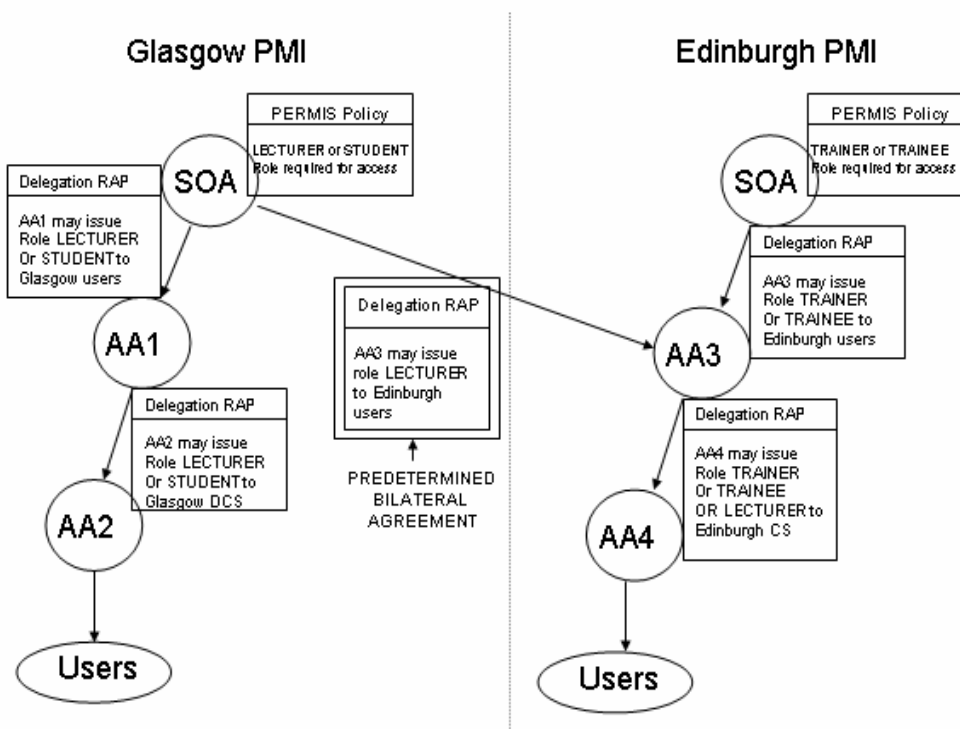 Glasgow PMI
PERMIS Policy
LECTURER or STUDENT
Role required for access
SOA
Delegation RAP
AA1 may issue
Role LECTURER
Or STUDENT to
Glasgow users
AA1
Delegation RAP
AA2 may issue
Role LECTURER
Or STUDENT to
Glasgow DCS
AA2
Users
Delegation RAP
AA3 may issue
role LECTURER
to Edinburgh
users
PREDETERMINED
BILATERAL
AGREEMENT
Edinburgh PMI
PERMIS Policy
TRAINER or TRAINEE
Role required for access
SOA
Delegation RAP
AA3 may issue
Role TRAINER
Or TRAINEE to
Edinburgh users
AA3
Delegation RAP
AA4 may issue
Role TRAINER
Or TRAINEE
OR LECTURER to
Edinburgh CS
AA4
Users